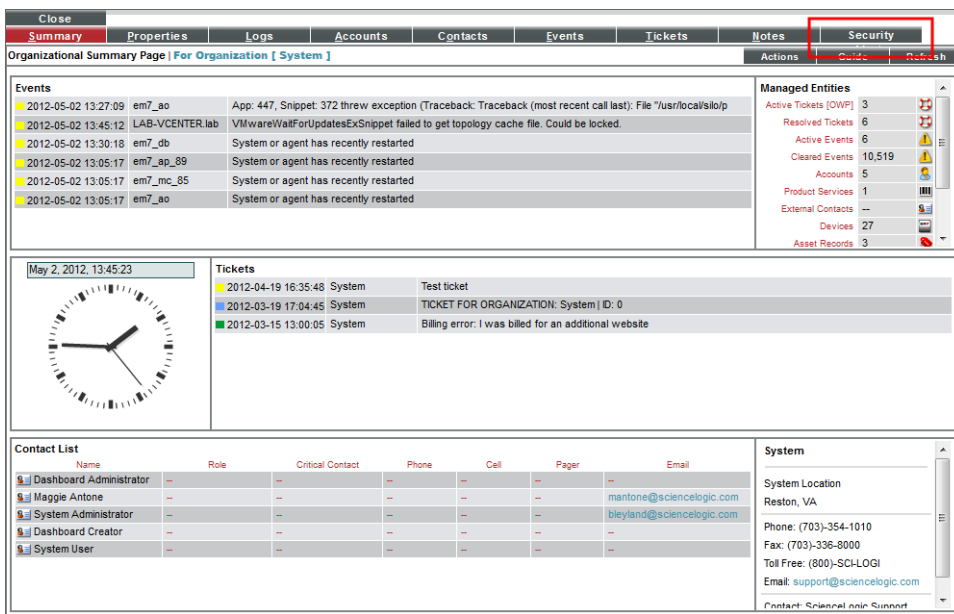 Close
Summary Properties Logs Accounts Contacts Events Tickets Notes Security
Organizational Summary Page | For Organization [ System ] Actions Guide Refresh
Events
2012-05-02 13:27:09 em7_ao App: 447, Snippet: 372 threw exception (Traceback: Traceback (most recent call last): File "/usr/local/silo/p
2012-05-02 13:45:12 LAB-VCENTER.lab VMwareWaitForUpdatesExSnippet failed to get topology cache file. Could be locked.
2012-05-02 13:30:18 em7_db System or agent has recently restarted
2012-05-02 13:05:17 em7_ap_89 System or agent has recently restarted
2012-05-02 13:05:17 em7_mc_85 System or agent has recently restarted
2012-05-02 13:05:17 em7_ao System or agent has recently restarted
Managed Entities
Active Tickets [OWP] 3
Resolved Tickets 6
Active Events 6
Cleared Events 10,519
Accounts 5
Product Services 1
External Contacts --
Devices 27
Asset Records 3
May 2, 2012, 13:45:23
Tickets
2012-04-19 16:35:48 System Test ticket
2012-03-19 17:04:45 System TICKET FOR ORGANIZATION: System | ID: 0
2012-03-15 13:00:05 System Billing error: I was billed for an additional website
Contact List
Name Role Critical Contact Phone Cell Pager Email
Dashboard Administrator -- -- -- -- -- --
Maggie Antone -- -- -- -- -- mantone@sciencelogic.com
System Administrator -- -- -- -- -- bleyland@sciencelogic.com
Dashboard Creator -- -- -- -- -- --
System User -- -- -- -- -- --
System
System Location
Reston, VA
Phone: (703)-354-1010
Fax: (703)-336-8000
Toll Free: (800)-SCI-LOGI
Email: support@sciencelogic.com
Contact: ScienceLogic Support